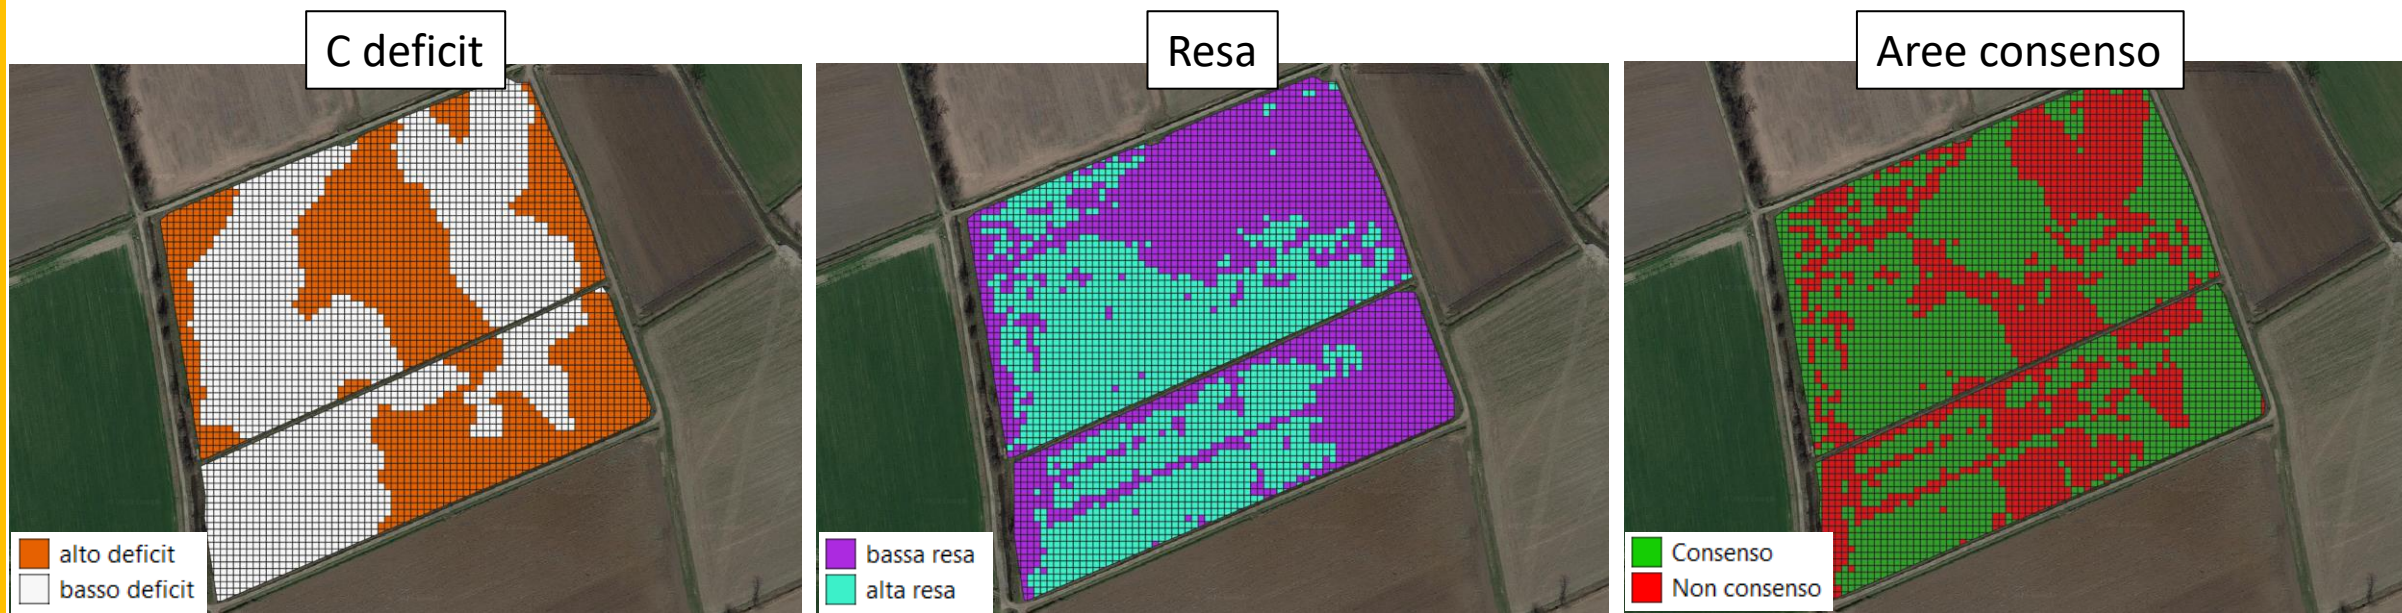 C deficit
Resa
Aree consenso
alto deficit
basso deficit
bassa resa
alta resa
Consenso
Non consenso